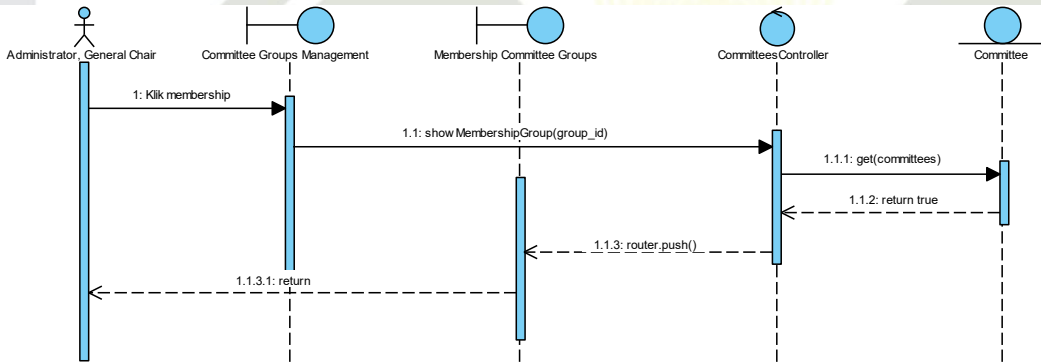 Administrator, General Chair
Committee Groups Management
Membership Committee Groups
CommitteesController
Committee
1: Klik membership
1.1: show MembershipGroup(group_id)
1.1.1: get(committees)
1.1.2: return true
1.1.3: router.push()
1.1.3.1: return